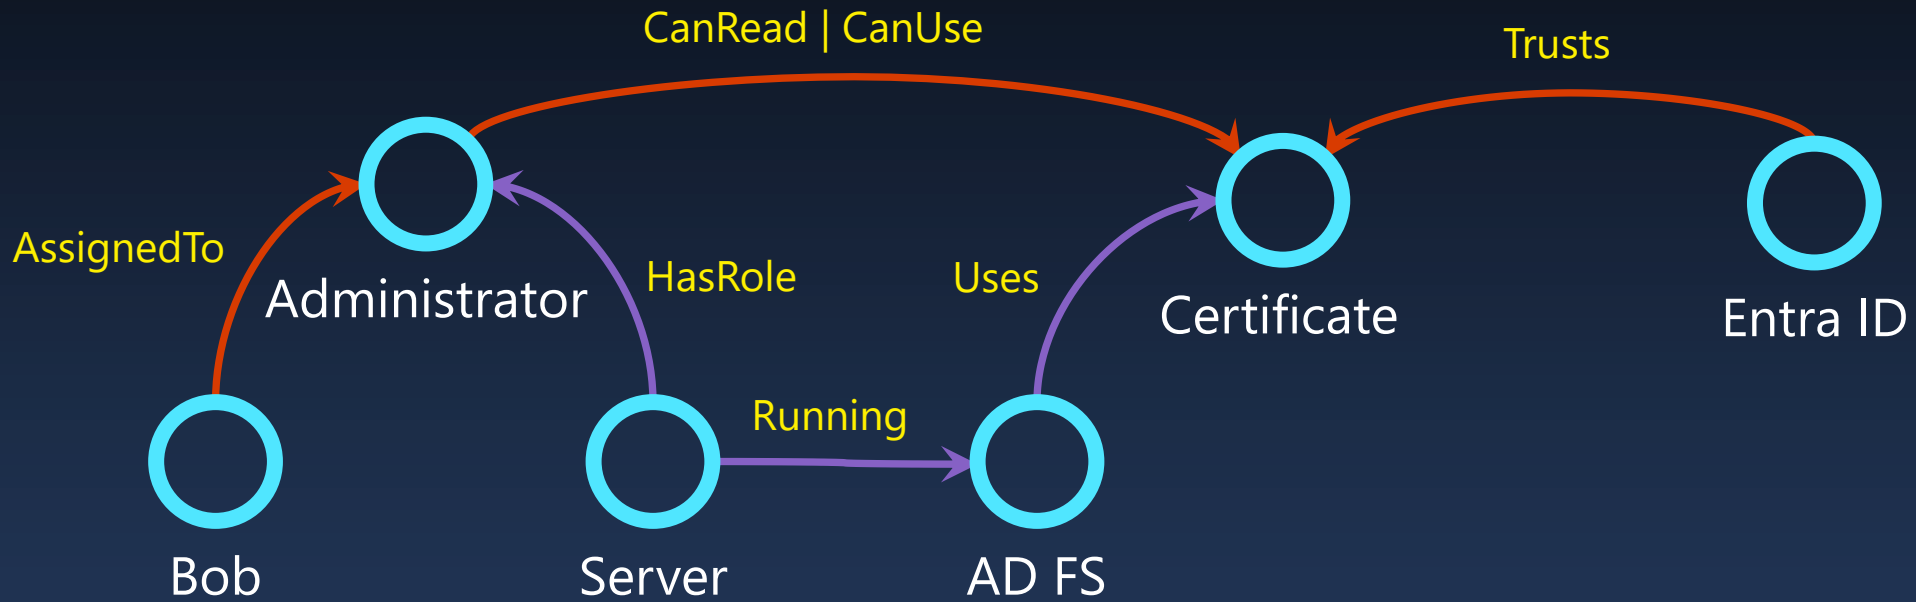 CanRead | CanUse
Trusts
AssignedTo
Administrator
HasRole
Uses
Certificate
Entra ID
Running
Bob
Server
AD FS